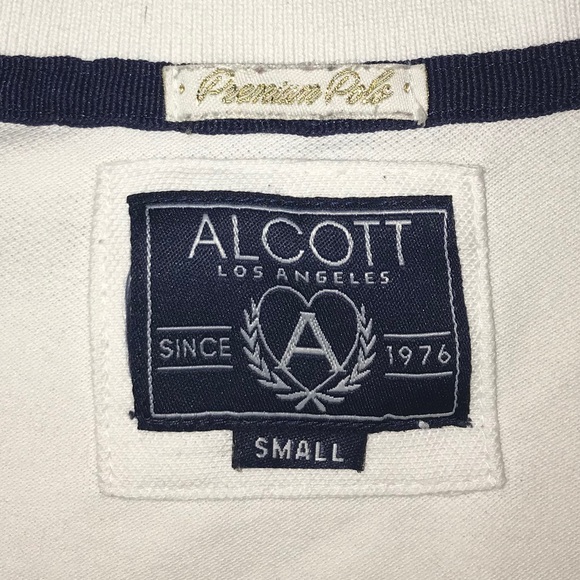 Premium Polo
ALCOTT
LOS ANGELES
SINCE A 1976
SMALL